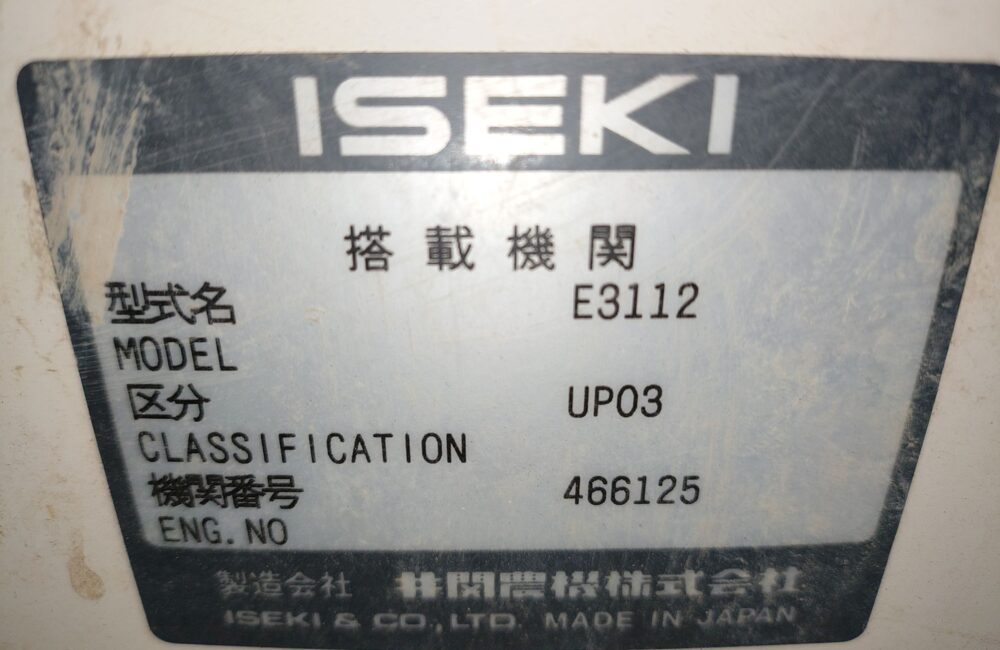 ISEKI
搭載機関
型式名 E3112
MODEL
区分 UP03
CLASSIFICATION
機関番号 466125
ENG. NO
製造会社 井関農機株式会社
ISEKI & CO., LTD. MADE IN JAPAN